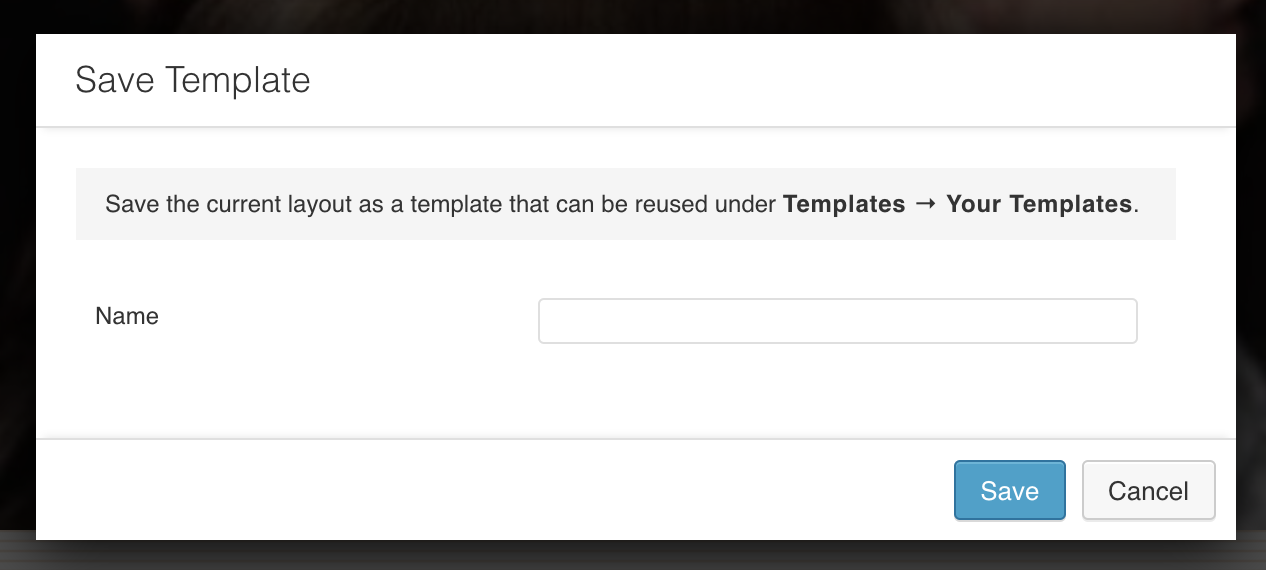 Save Template
Save the current layout as a template that can be reused under Templates → Your Templates.
Name
Save Cancel